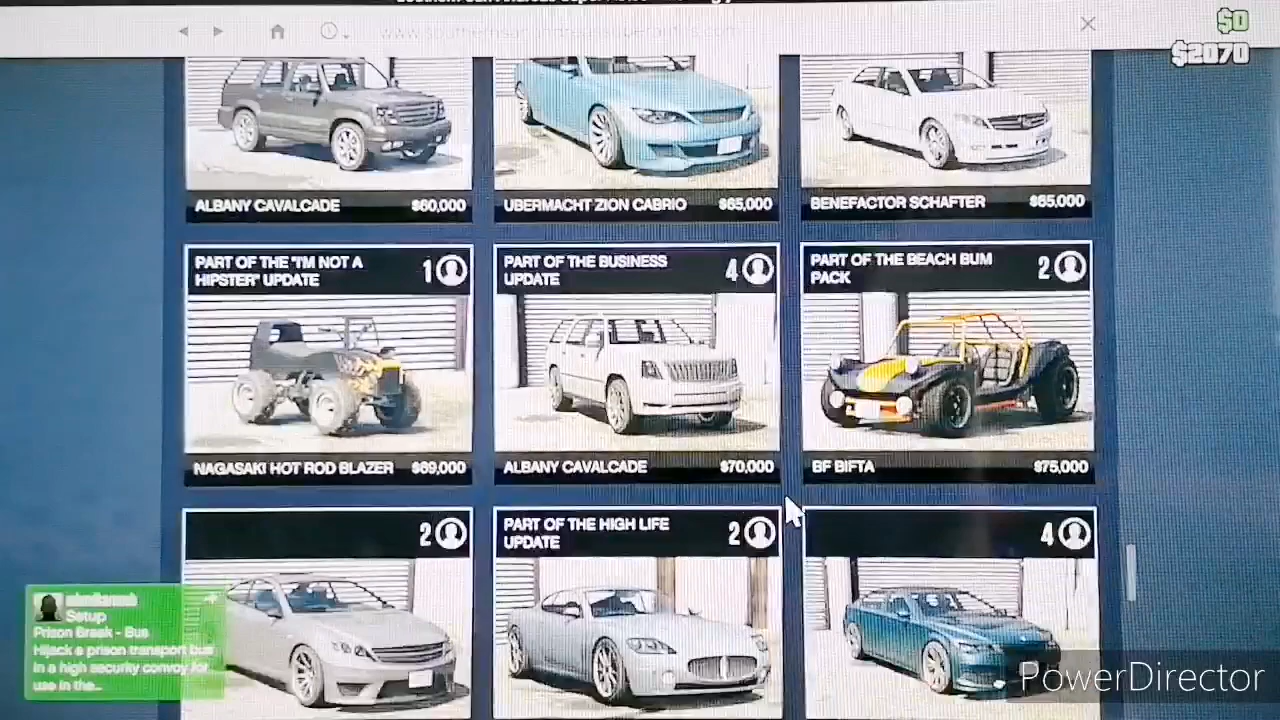 $0
$2070
ALBANY CAVALCADE $60,000
UBERMACHT ZION CABRIO $65,000
BENEFACTOR SCHAFTER $65,000
PART OF THE "I'M NOT A
HIPSTER" UPDATE
1
PART OF THE BUSINESS
UPDATE
4
PART OF THE BEACH BUM
PACK
2
NAGASAKI HOT ROD BLAZER $69,000
ALBANY CAVALCADE $70,000
BF BIFTA $75,000
2
PART OF THE HIGH LIFE
UPDATE
2
4
Setup
Prison Break - Bus
Hijack a prison transport bus
in a high security convoy for
use in the...
PowerDirector